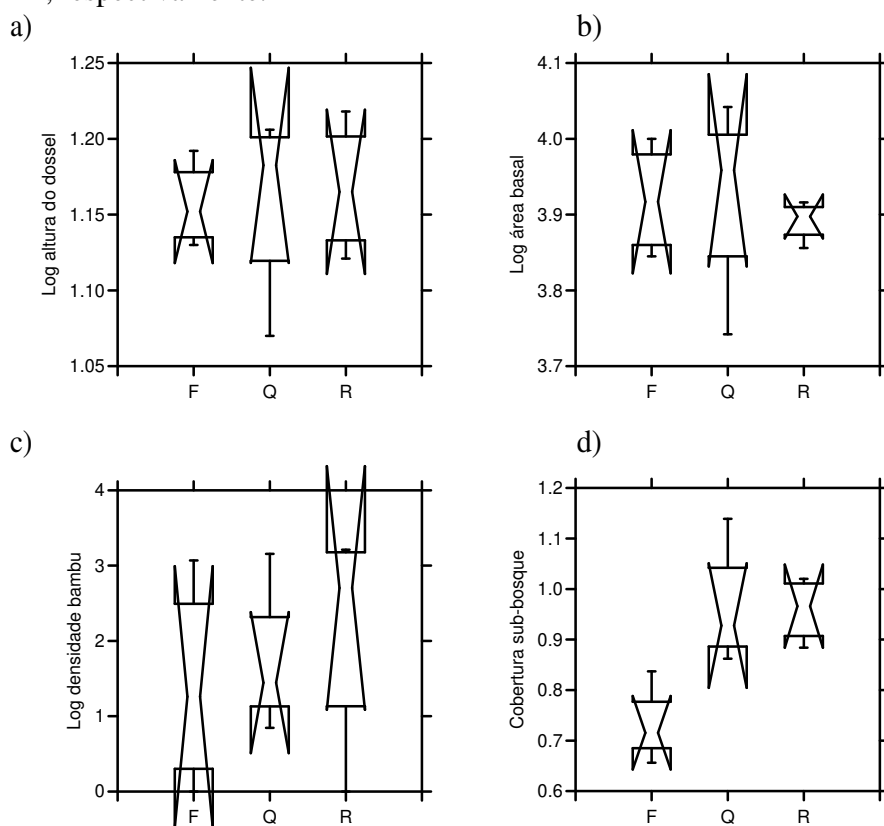 a)
b)
1.25
1.20
1.15
1.10
1.05
Log altura do dossel
F
Q
R
4.1
4.0
3.9
3.8
3.7
Log área basal
F
Q
R
c)
d)
4
3
2
1
0
Log densidade bambu
F
Q
R
1.2
1.1
1.0
0.9
0.8
0.7
0.6
Cobertura sub-bosque
F
Q
R